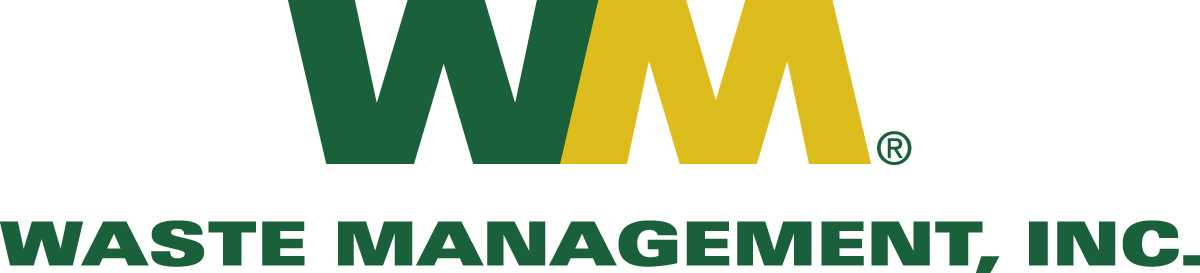 WM®
WASTE MANAGEMENT, INC.